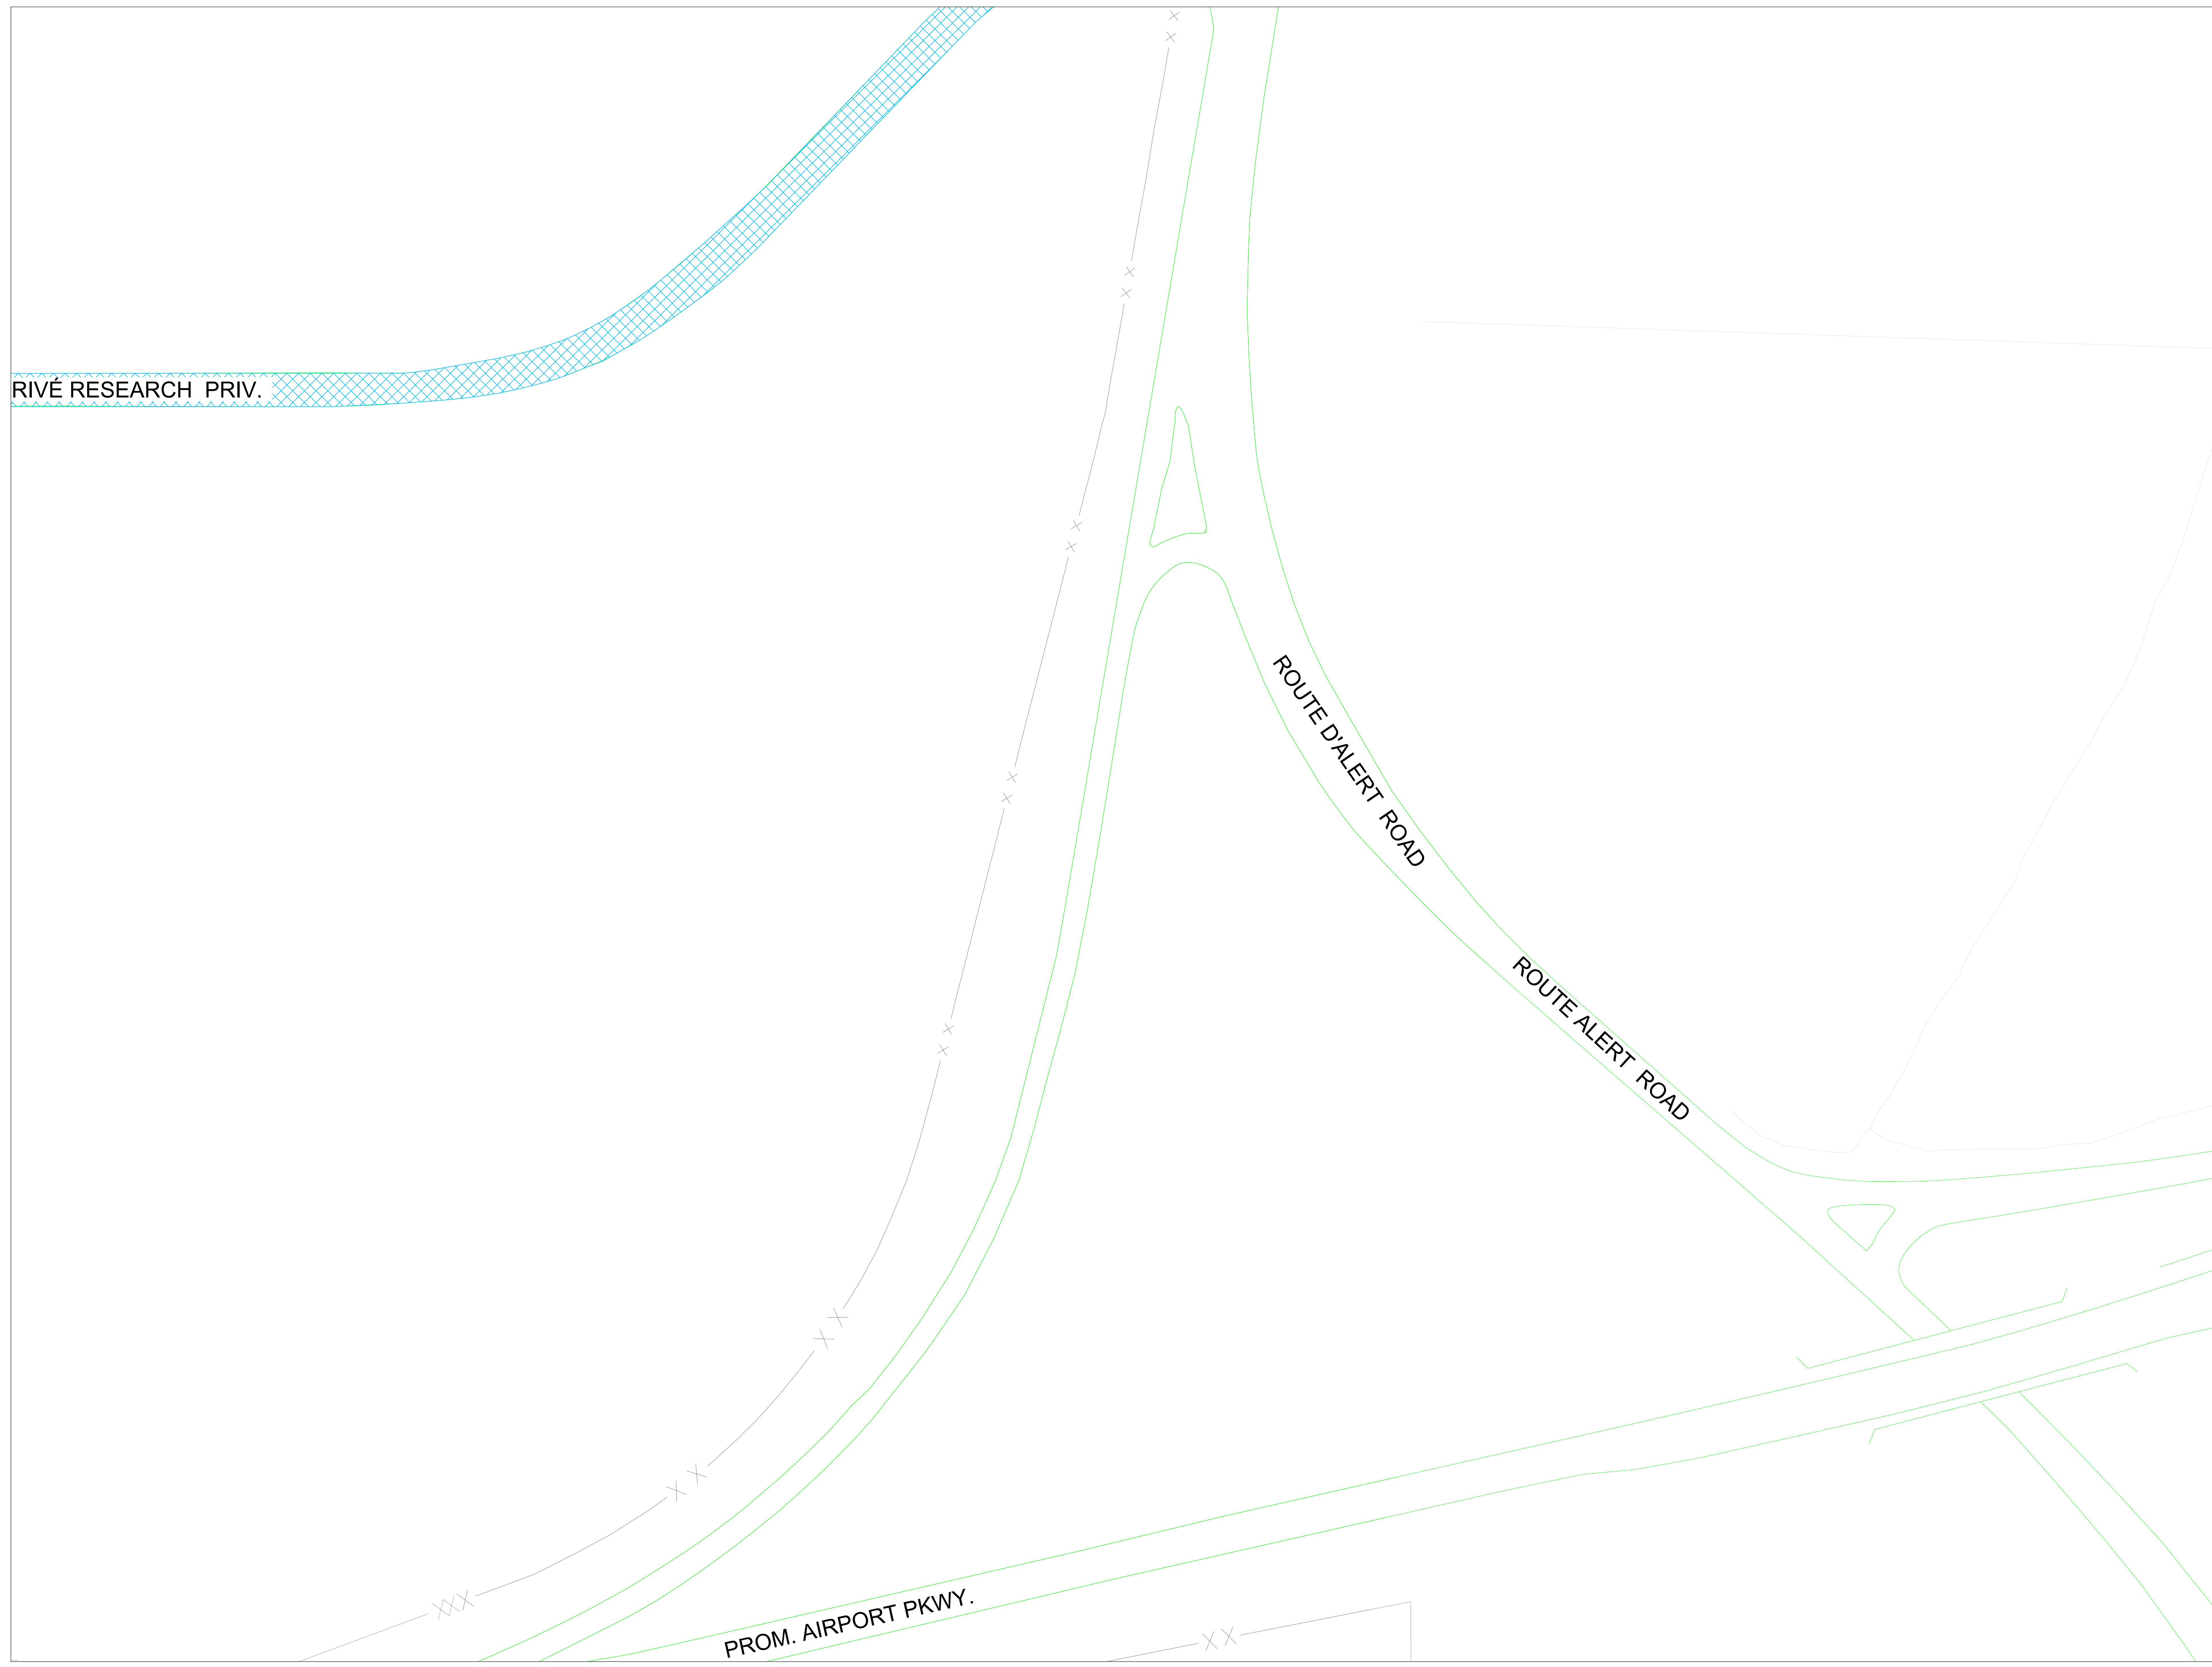 RIVÉ RESEARCH PRIV.
ROUTE D'ALERT ROAD
ROUTE ALERT ROAD
PROM. AIRPORT PKWY.